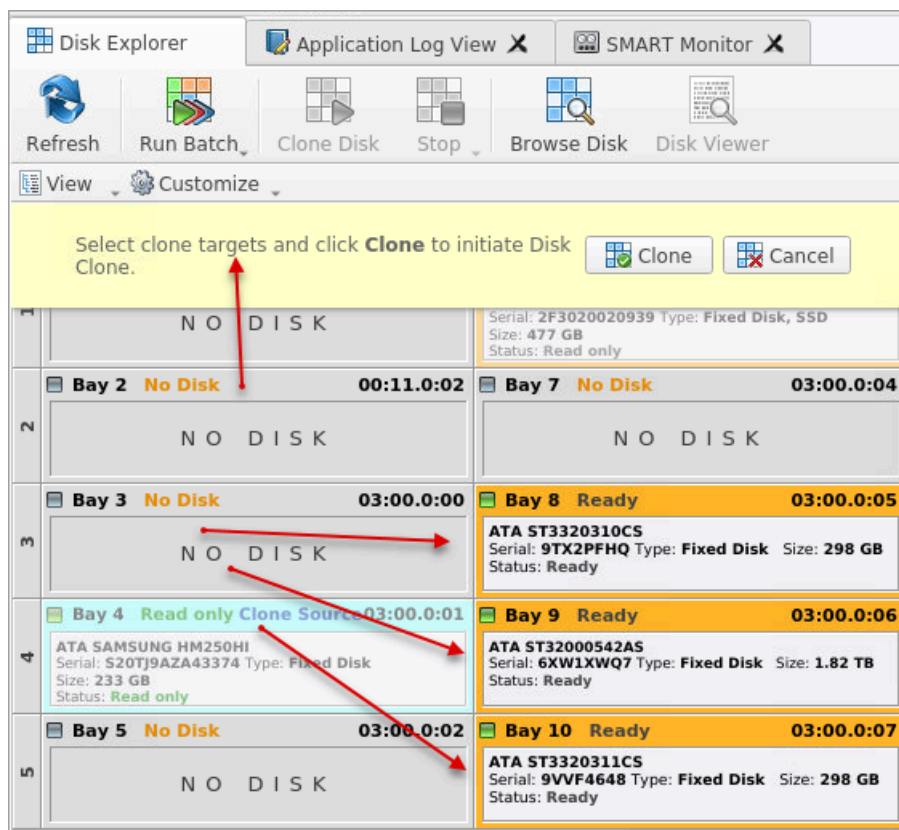 Disk Explorer
Application Log View
SMART Monitor
Refresh
Run Batch
Clone Disk
Stop
Browse Disk
Disk Viewer
View
Customize
Select clone targets and click Clone to initiate Disk
Clone.
Clone
Cancel
1
NO DISK
Serial: 2F3020020939 Type: Fixed Disk, SSD
Size: 477 GB
Status: Read only
2
Bay 2 No Disk 00:11.0:02
NO DISK
Bay 7 No Disk 03:00.0:04
NO DISK
3
Bay 3 No Disk 03:00.0:00
NO DISK
Bay 8 Ready 03:00.0:05
ATA ST3320310CS
Serial: 9TX2PFHQ Type: Fixed Disk Size: 298 GB
Status: Ready
4
Bay 4 Read only Clone Source 03:00.0:01
ATA SAMSUNG HM250HI
Serial: S20TJ9AZA43374 Type: Fixed Disk
Size: 233 GB
Status: Read only
Bay 9 Ready 03:00.0:06
ATA ST32000542AS
Serial: 6XW1XWQ7 Type: Fixed Disk Size: 1.82 TB
Status: Ready
5
Bay 5 No Disk 03:00.0:02
NO DISK
Bay 10 Ready 03:00.0:07
ATA ST3320311CS
Serial: 9VVF4648 Type: Fixed Disk Size: 298 GB
Status: Ready